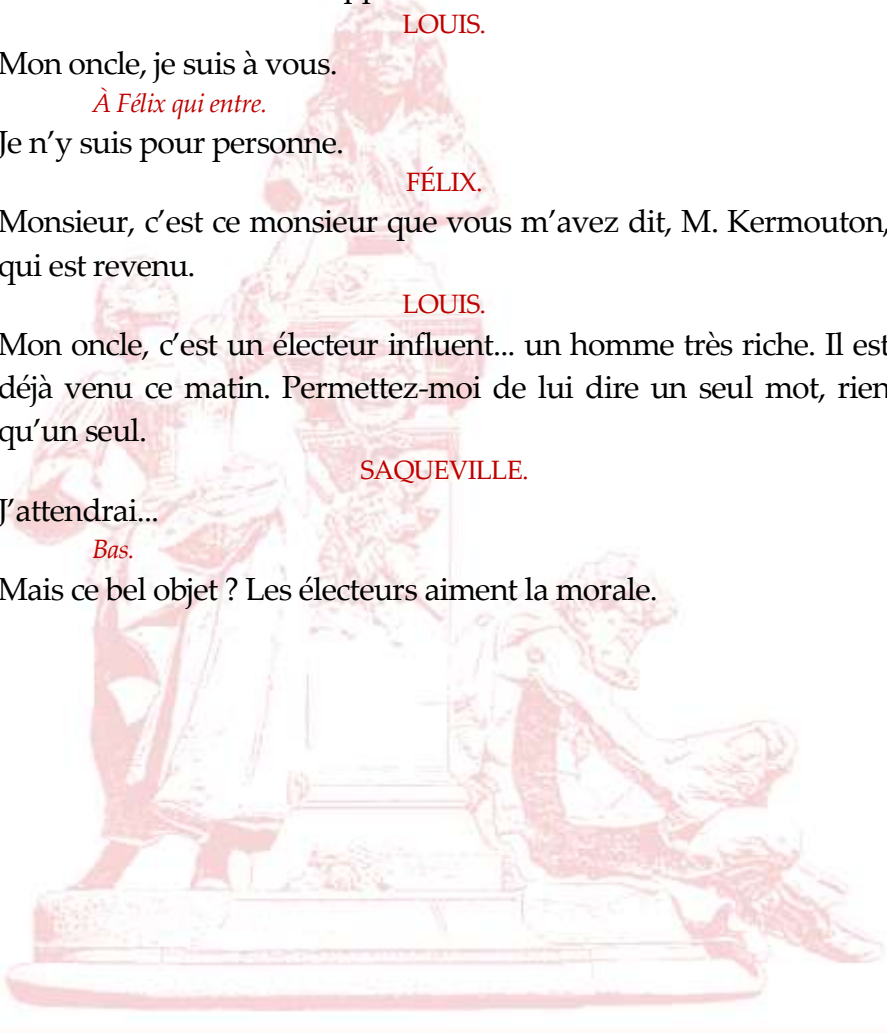 LOUIS.
Mon oncle, je suis à vous.
À Félix qui entre.
Je n’y suis pour personne.
FÉLIX.
Monsieur, c’est ce monsieur que vous m’avez dit, M. Kermouton,
qui est revenu.
LOUIS.
Mon oncle, c’est un électeur influent... un homme très riche. Il est
déjà venu ce matin. Permettez-moi de lui dire un seul mot, rien
qu’un seul.
SAQUEVILLE.
J’attendrai...
Bas.
Mais ce bel objet ? Les électeurs aiment la morale.